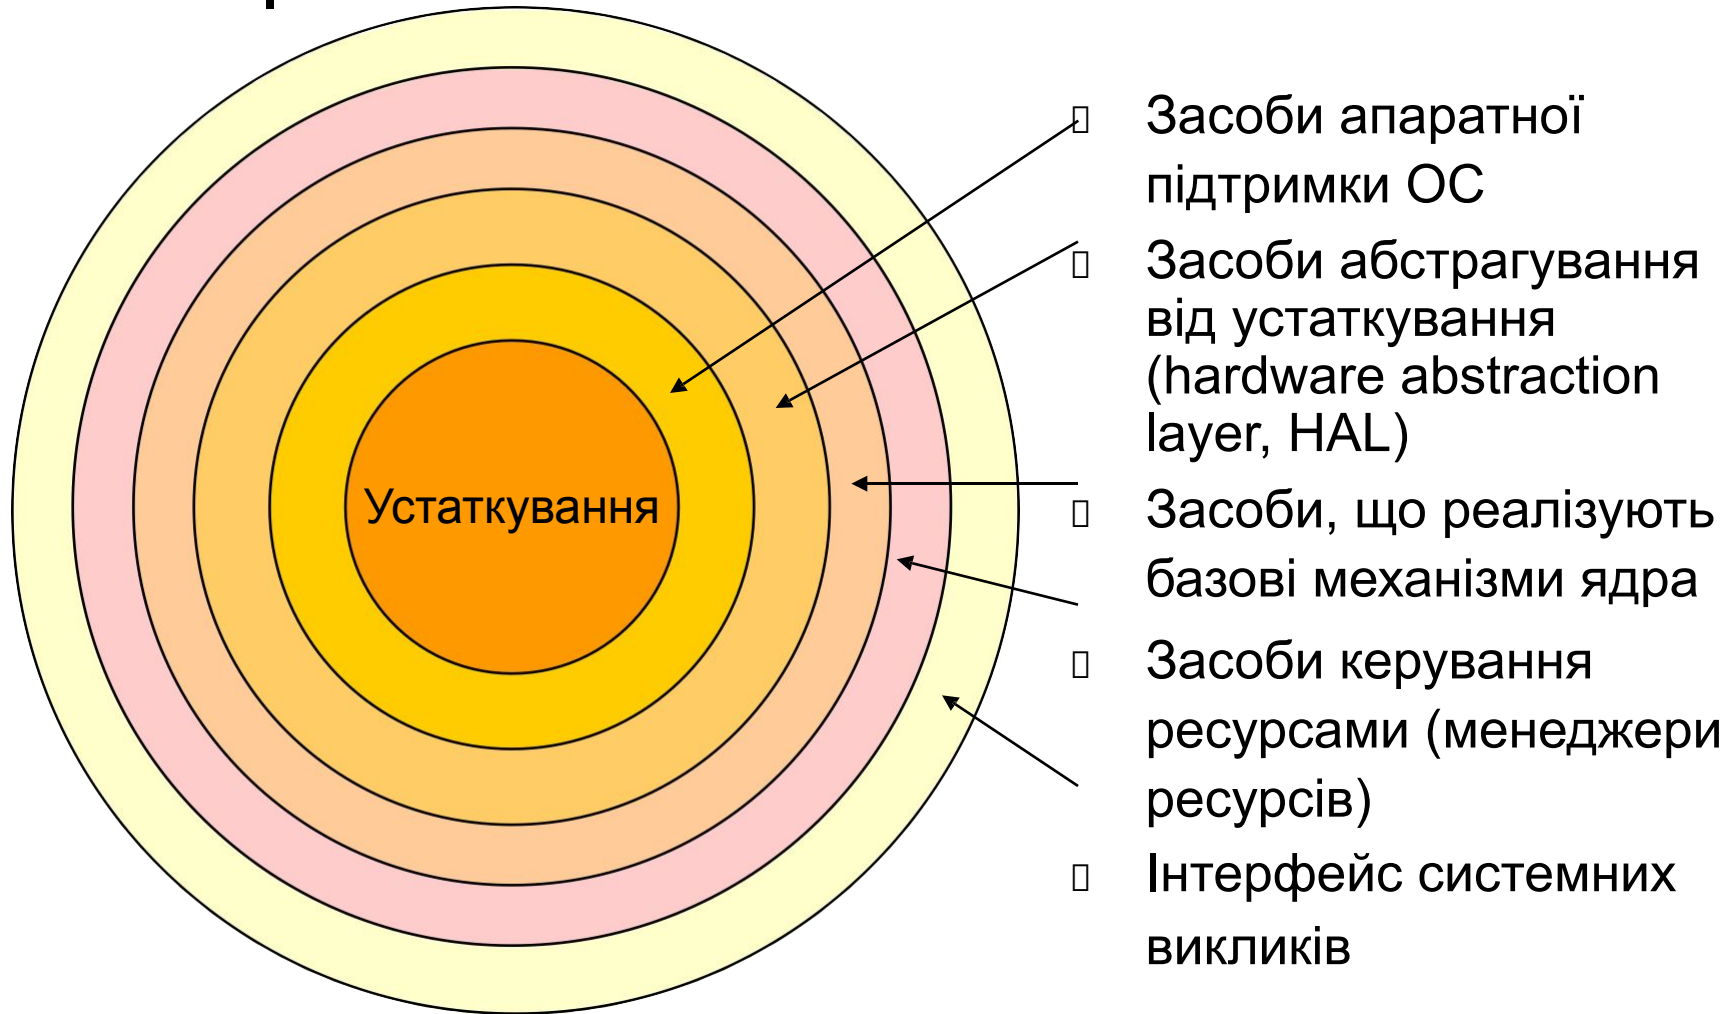 Устаткування
Засоби апаратної
підтримки ОС
Засоби абстрагування
від устаткування
(hardware abstraction
layer, HAL)
Засоби, що реалізують
базові механізми ядра
Засоби керування
ресурсами (менеджери
ресурсів)
Інтерфейс системних
викликів